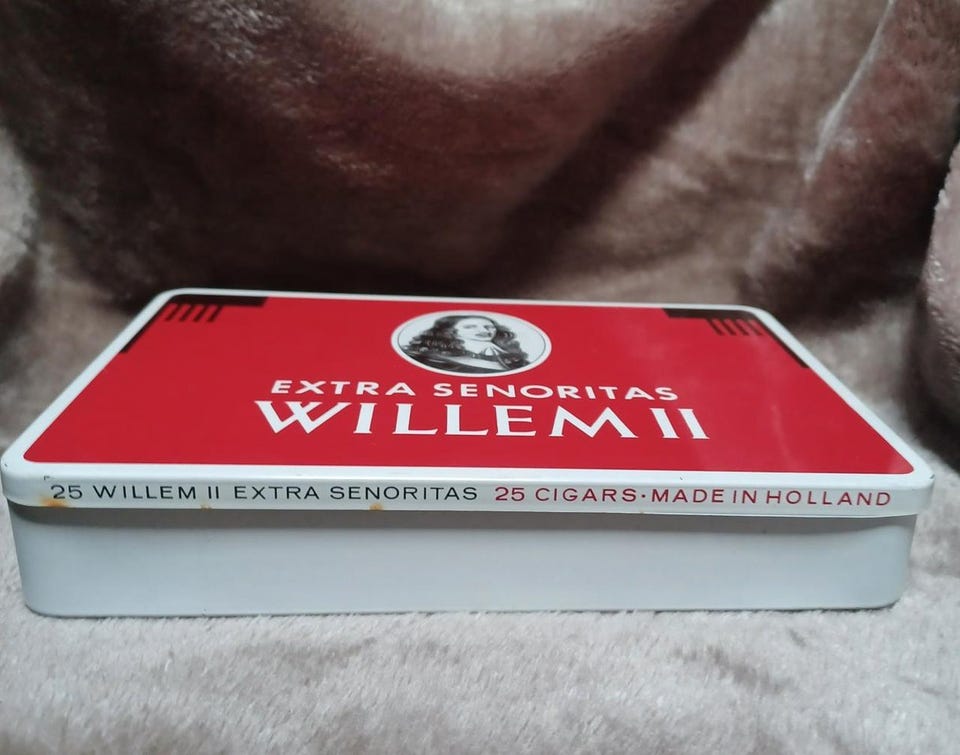 EXTRA SENORITAS
WILLEM II
25 WILLEM II EXTRA SENORITAS 25 CIGARS·MADE IN HOLLAND